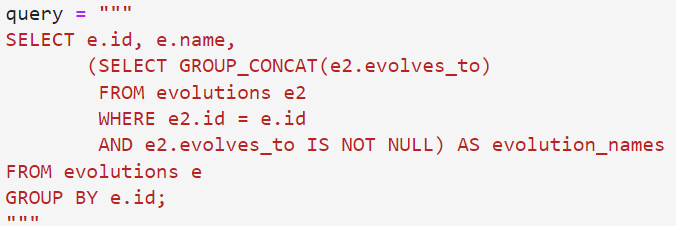 query = """
SELECT e.id, e.name,
       (SELECT GROUP_CONCAT(e2.evolves_to)
        FROM evolutions e2
        WHERE e2.id = e.id
        AND e2.evolves_to IS NOT NULL) AS evolution_names
FROM evolutions e
GROUP BY e.id;
"""